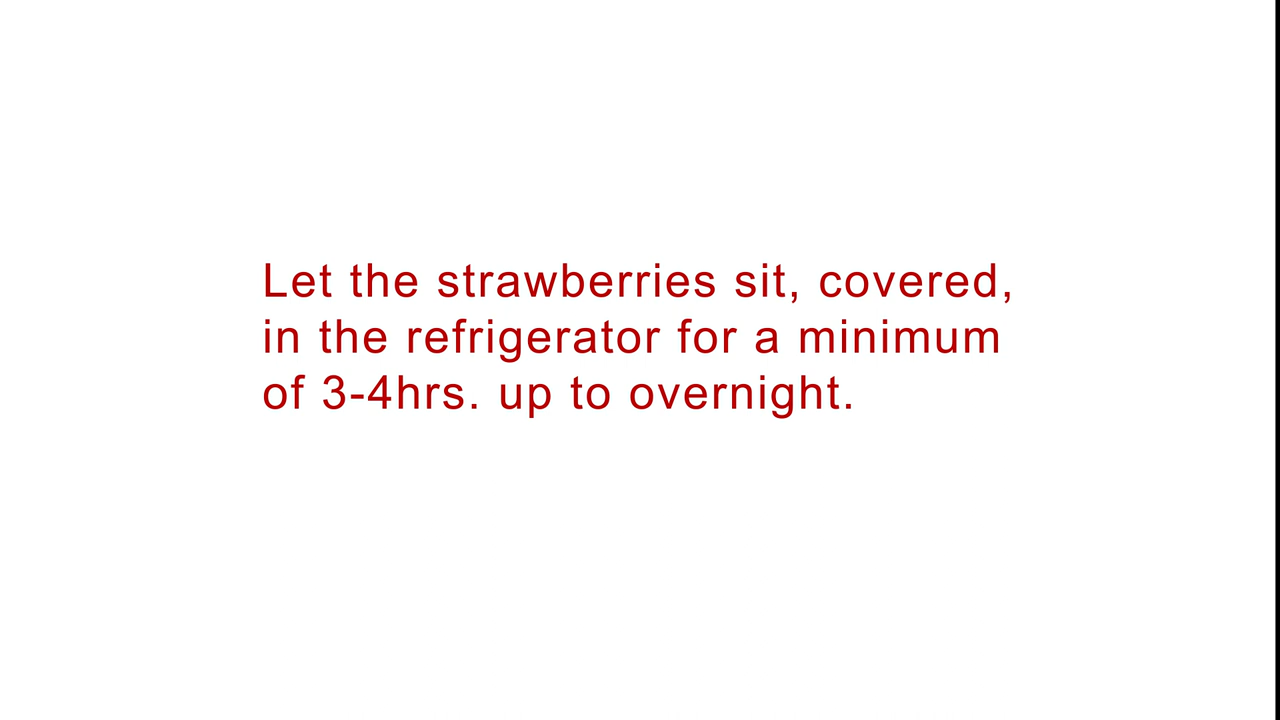 Let the strawberries sit, covered,
in the refrigerator for a minimum
of 3-4hrs. up to overnight.